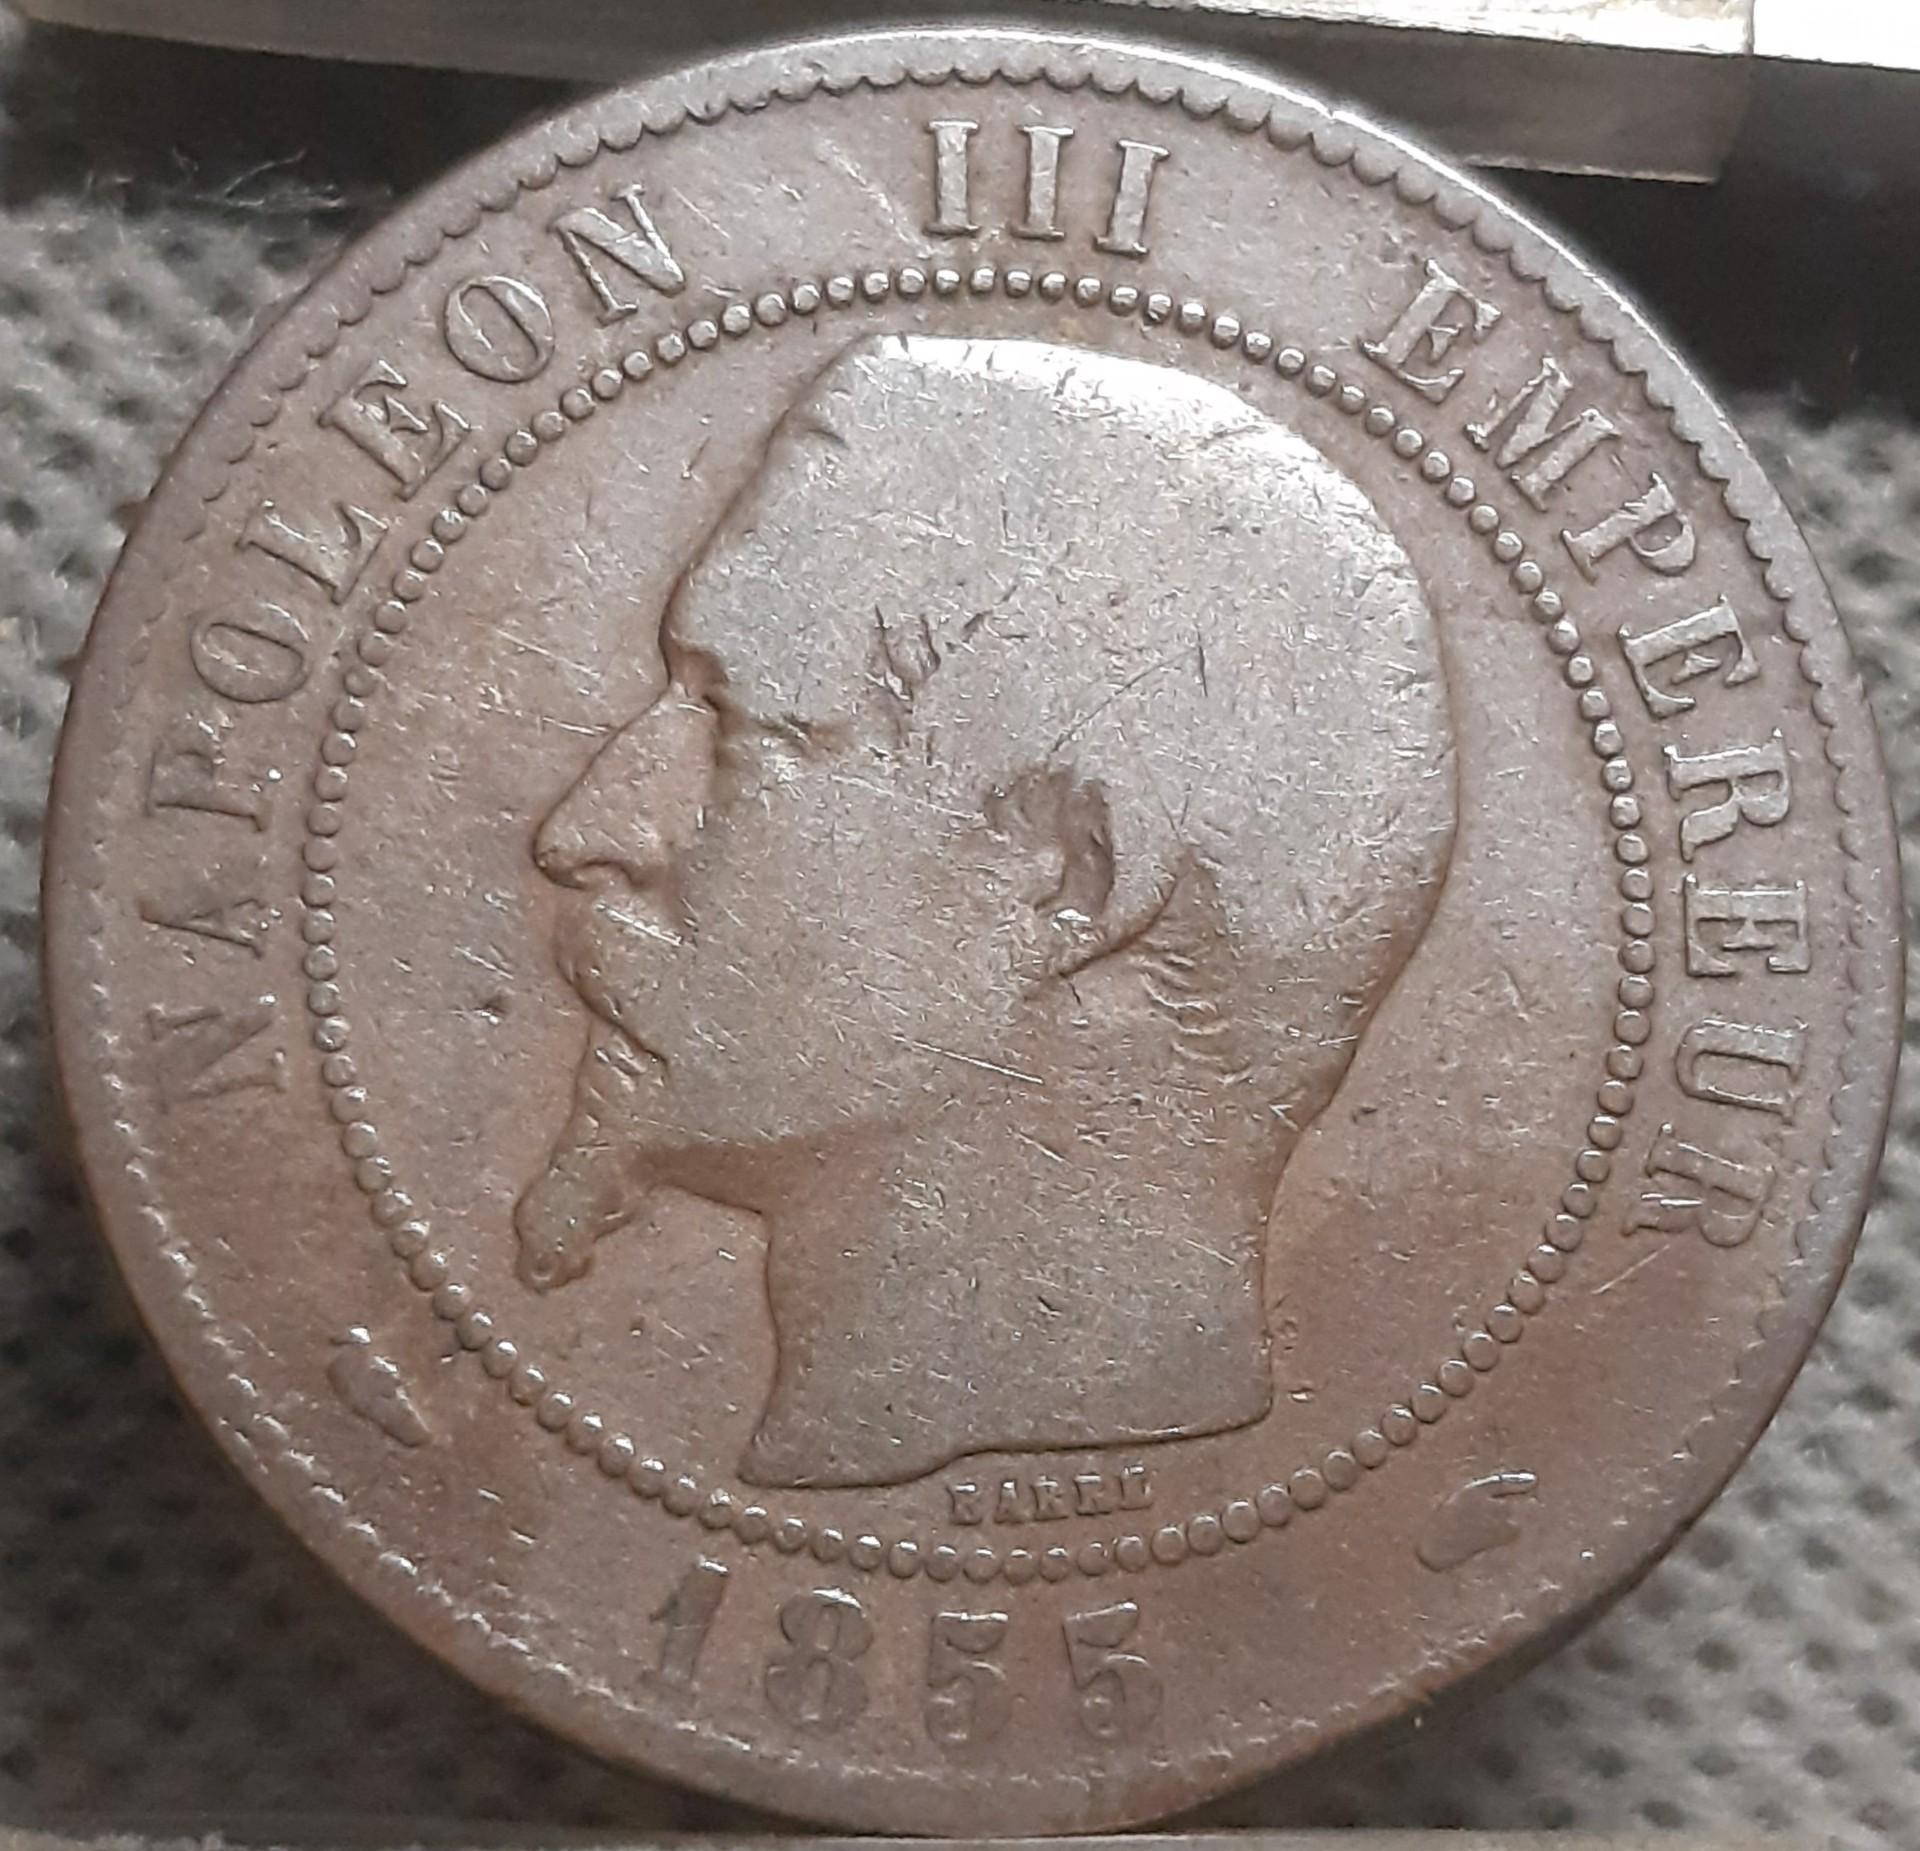 NAPOLEON III EMPEREUR
BARRE
1855